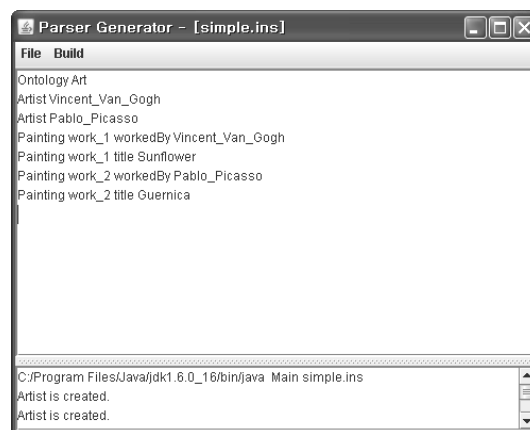 Parser Generator - [simple.ins]
File Build
Ontology Art
Artist Vincent_Van_Gogh
Artist Pablo_Picasso
Painting work_1 workedBy Vincent_Van_Gogh
Painting work_1 title Sunflower
Painting work_2 workedBy Pablo_Picasso
Painting work_2 title Guernica
C:/Program Files/Java/jdk1.6.0_16/bin/java Main simple.ins
Artist is created.
Artist is created.